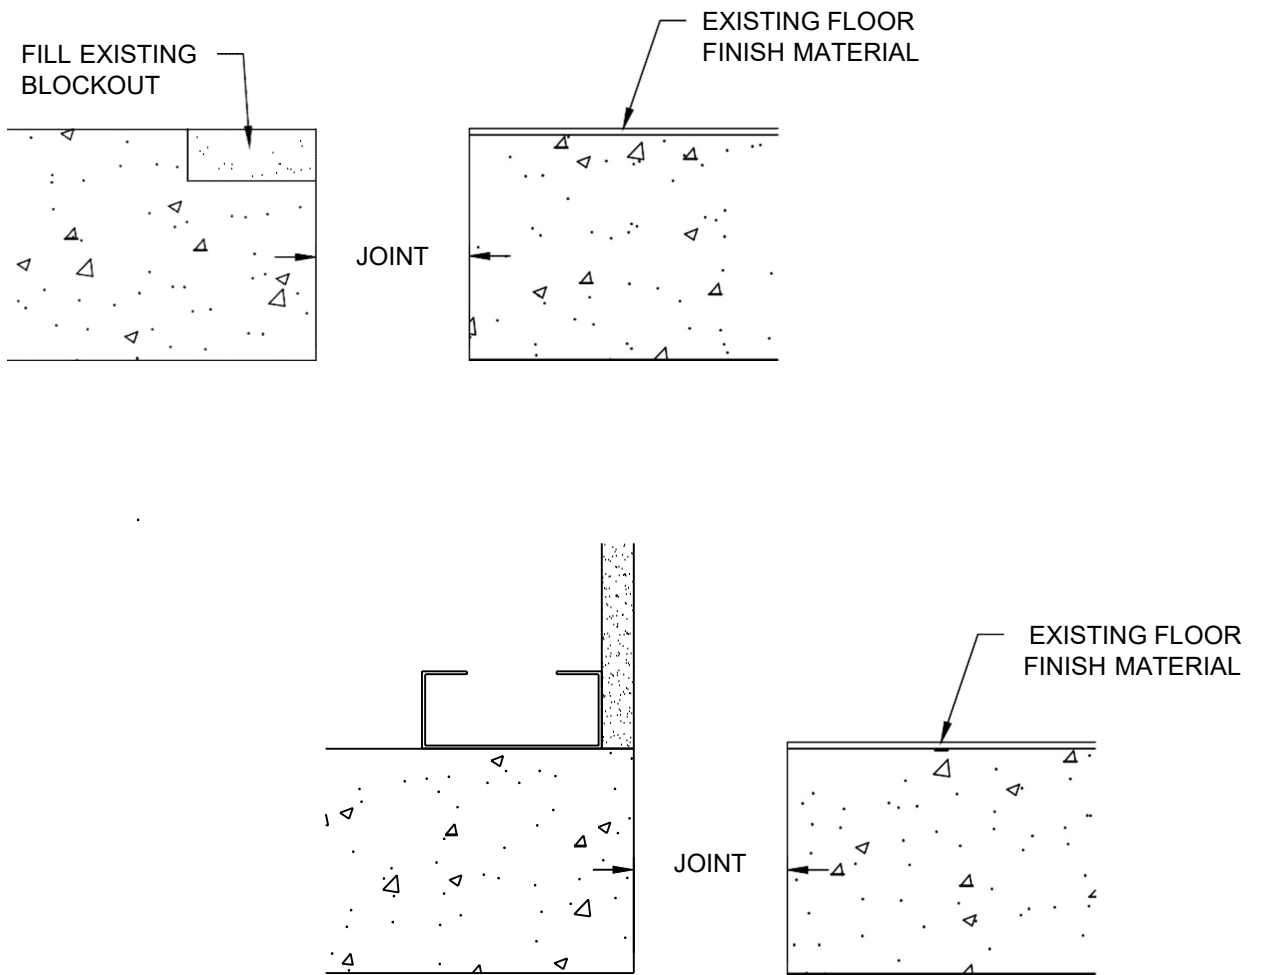 FILL EXISTING
BLOCKOUT
EXISTING FLOOR
FINISH MATERIAL
JOINT
EXISTING FLOOR
FINISH MATERIAL
JOINT